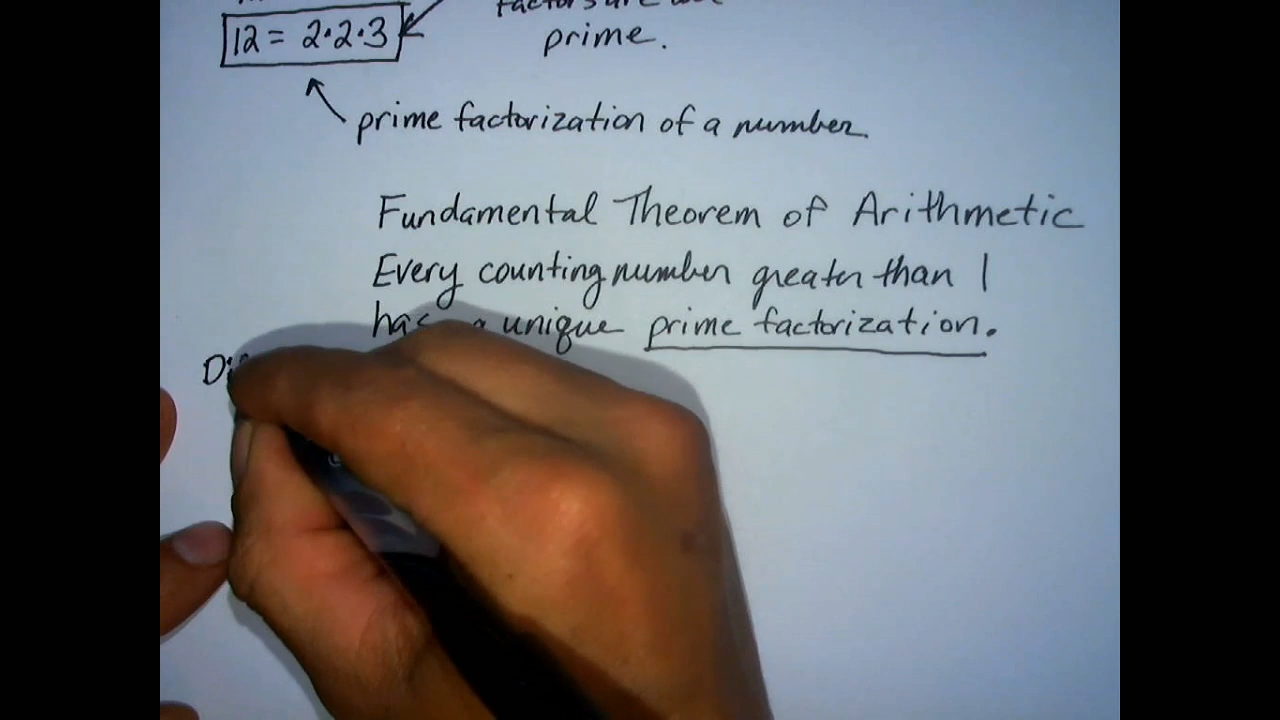 12 = 2·2·3
prime.
prime factorization of a number.
Fundamental Theorem of Arithmetic
Every counting number greater than 1
has a unique prime factorization.